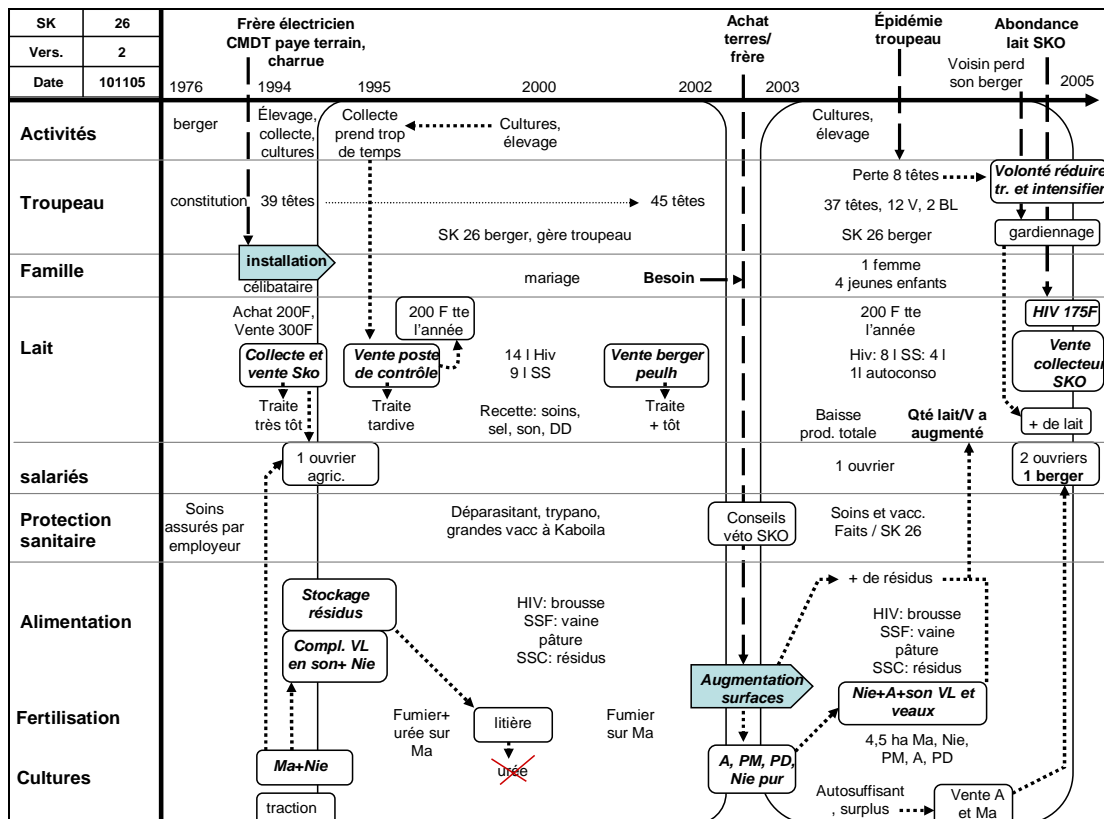 SK 26
Vers. 2
Date 101105
Frère électricien
CMDT paye terrain,
charrue
Achat
terres/
frère
Épidémie
troupeau
Abondance
lait SKO
Voisin perd
son berger
1976 1994 1995 2000 2002 2003 2005
Activités
berger
Élevage,
collecte,
cultures
Collecte
prend trop
de temps
Cultures,
élevage
Cultures,
élevage
Troupeau
constitution
39 têtes
45 têtes
Perte 8 têtes
Volonté réduire
tr. et intensifier
37 têtes, 12 V, 2 BL
SK 26 berger, gère troupeau
SK 26 berger
gardiennage
Famille
installation
célibataire
mariage
Besoin
1 femme
4 jeunes enfants
Lait
Achat 200F,
Vente 300F
Collecte et
vente Sko
Traite
très tôt
Vente poste
de contrôle
Traite
tardive
200 F tte
l'année
14 l Hiv
9 l SS
Recette: soins,
sel, son, DD
Vente berger
peulh
Traite
+ tôt
200 F tte
l'année
Hiv: 8 l SS: 4 l
1l autoconso
Baisse
prod. totale
Qté lait/V a
augmenté
HIV 175F
Vente
collecteur
SKO
+ de lait
salariés
1 ouvrier
agric.
1 ouvrier
2 ouvriers
1 berger
Protection
sanitaire
Soins
assurés par
employeur
Déparasitant, trypano,
grandes vacc à Kaboila
Conseils
véto SKO
Soins et vacc.
Faits / SK 26
Alimentation
Stockage
résidus
Compl. VL
en son+ Nie
HIV: brousse
SSF: vaine
pâture
SSC: résidus
+ de résidus
HIV: brousse
SSF: vaine
pâture
SSC: résidus
Augmentation
surfaces
Nie+A+son VL et
veaux
Fertilisation
Fumier+
urée sur
Ma
litière
urée
Fumier
sur Ma
Cultures
Ma+Nie
traction
A, PM, PD,
Nie pur
4,5 ha Ma, Nie,
PM, A, PD
Autosuffisant
, surplus
Vente A
et Ma